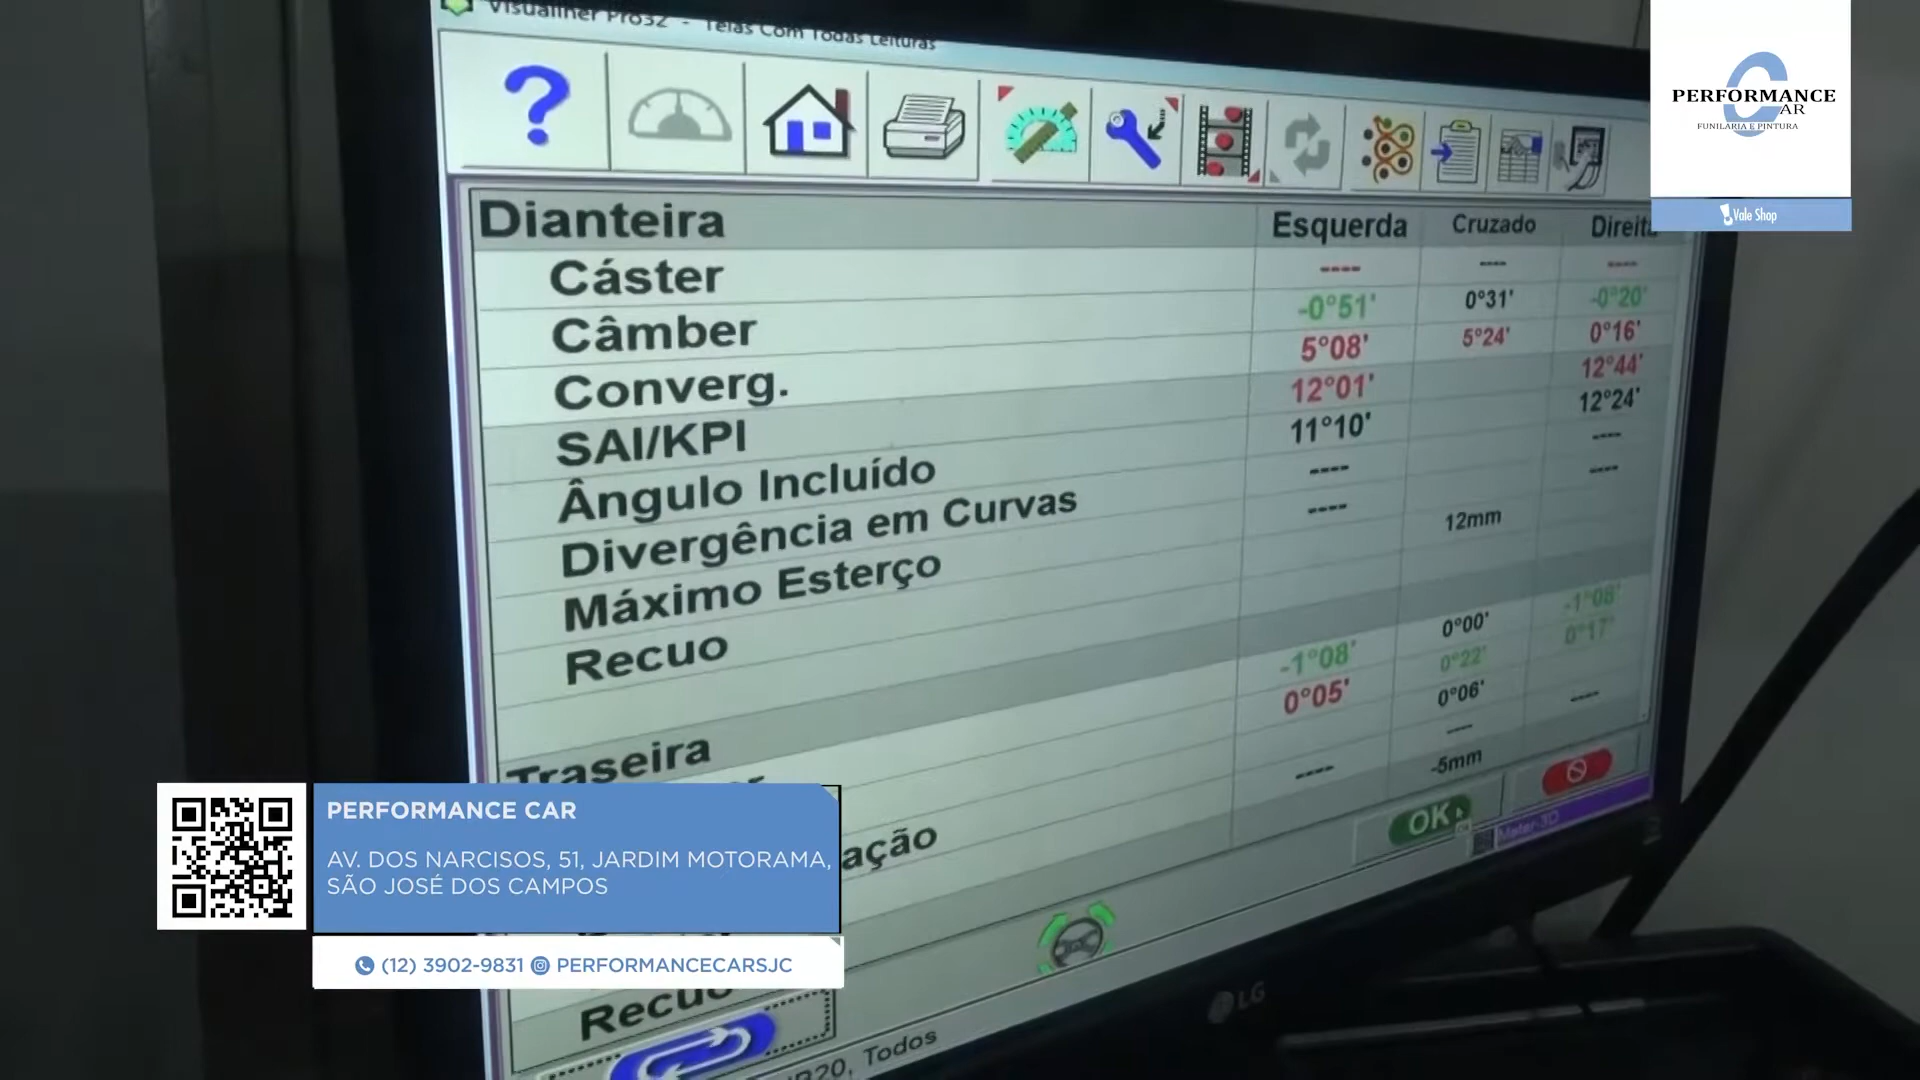 Visualiner Pro32 - Telas Com Todas Leituras
PERFORMANCE
CAR
FUNILARIA E PINTURA
Vale Shop
Dianteira Esquerda Cruzado Direita
Cáster ---- ---- ----
Câmber -0°51' 0°31' -0°20'
Converg. 5°08' 5°24' 0°16'
SAI/KPI 12°01' 12°44'
Ângulo Incluído 11°10' 12°24'
Divergência em Curvas ---- ----
Máximo Esterço ---- ----
Recuo 12mm
Traseira
-1°08' 0°00' -1°08'
0°05' 0°22' 0°17'
0°06'
---- ---- ----
ação
-5mm
Recuo
OK
PERFORMANCE CAR
AV. DOS NARCISOS, 51, JARDIM MOTORAMA,
SÃO JOSÉ DOS CAMPOS
(12) 3902-9831 PERFORMANCECARSJC
Todos
LG